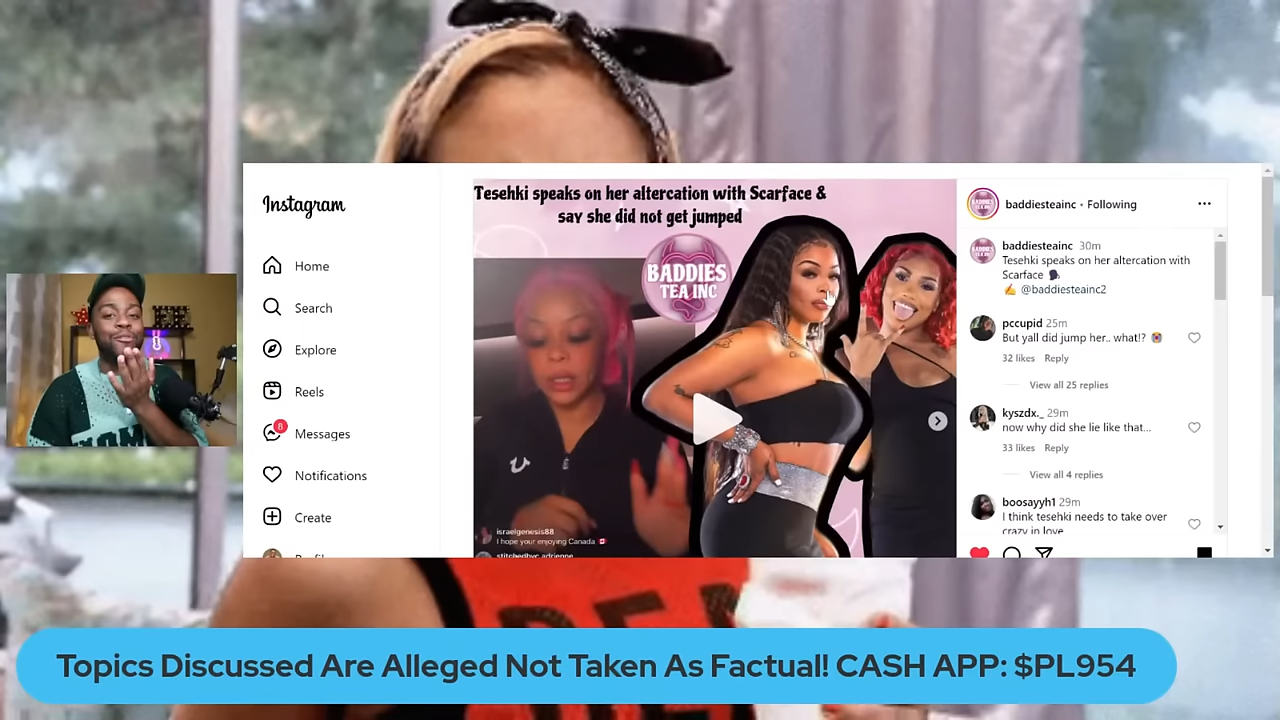 Instagram
Home
Search
Explore
Reels
8
Messages
Notifications
Create
Tesehki speaks on her altercation with Scarface &
say she did not get jumped
BADDIES
TEA INC
israelgenesis88
I hope your enjoying Canada 🇨🇦
baddiesteainc • Following
baddiesteainc 30m
Tesehki speaks on her altercation with
Scarface 🗣
✍ @baddiesteainc2
pccupid 25m
But yall did jump her.. what!? 😭
32 likes Reply
View all 25 replies
kyszdx._ 29m
now why did she lie like that...
33 likes Reply
View all 4 replies
boosayyh1 29m
I think tesehki needs to take over
crazy in love
Topics Discussed Are Alleged Not Taken As Factual! CASH APP: $PL954